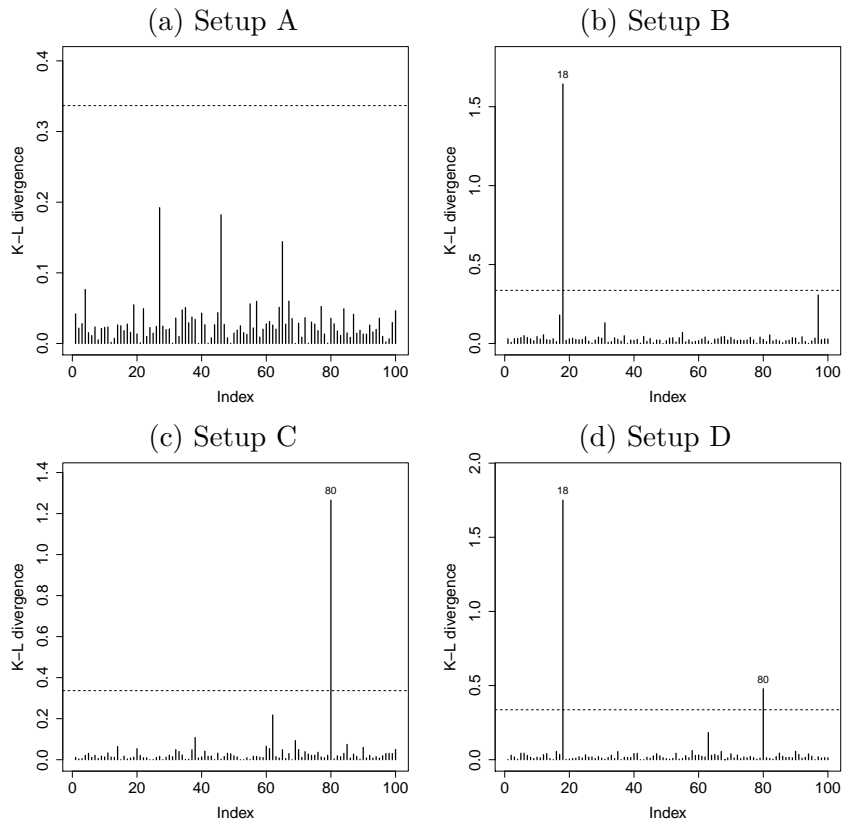 (a) Setup A
K−L divergence
0.4
0.3
0.2
0.1
0.0
0 20 40 60 80 100
Index
(b) Setup B
K−L divergence
1.5
1.0
0.5
0.0
18
0 20 40 60 80 100
Index
(c) Setup C
K−L divergence
1.4
1.2
1.0
0.8
0.6
0.4
0.2
0.0
80
0 20 40 60 80 100
Index
(d) Setup D
K−L divergence
2.0
1.5
1.0
0.5
0.0
18
80
0 20 40 60 80 100
Index